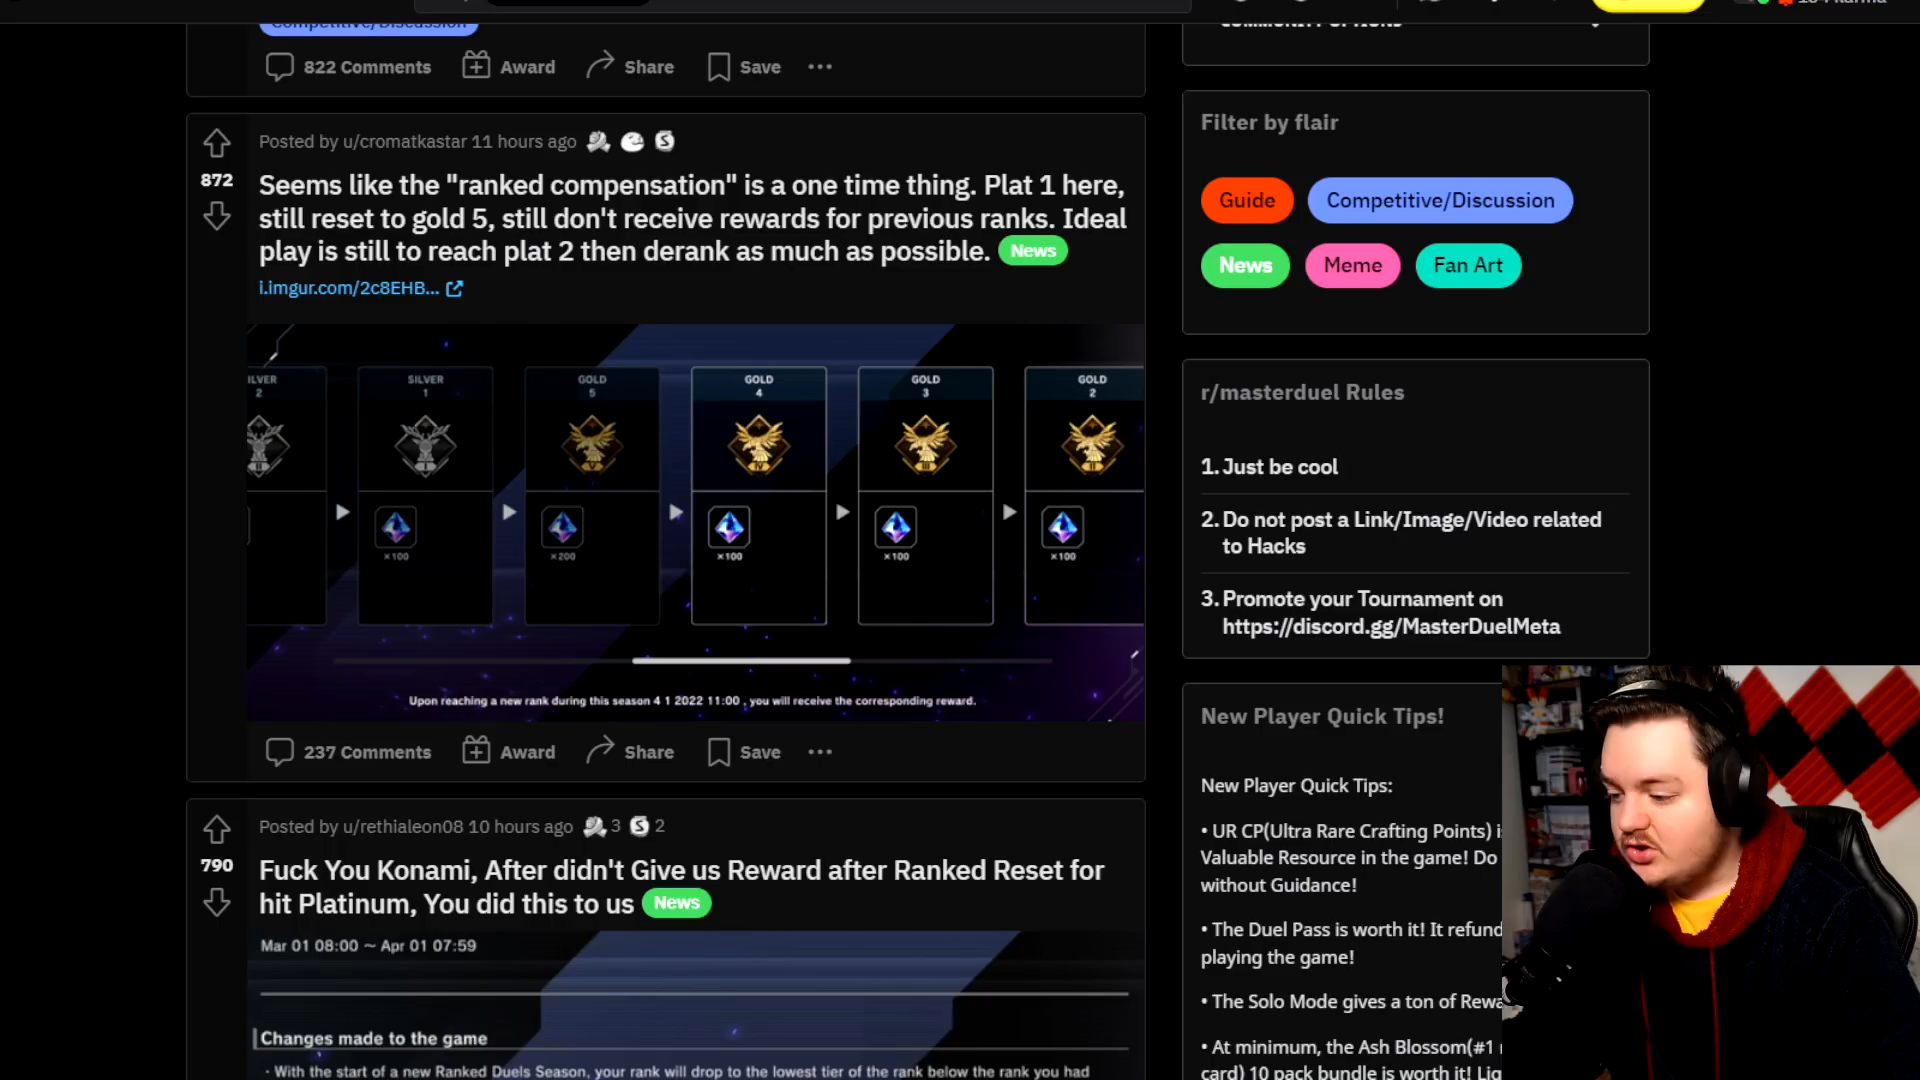 822 Comments Award Share Save
Posted by u/cromatkastar 11 hours ago
872
Seems like the "ranked compensation" is a one time thing. Plat 1 here,
still reset to gold 5, still don't receive rewards for previous ranks. Ideal
play is still to reach plat 2 then derank as much as possible. News
i.imgur.com/2c8EHB...
2
SILVER
1
GOLD
5
GOLD
4
GOLD
3
GOLD
2
×100
×200
×100
×100
×100
Upon reaching a new rank during this season 4 1 2022 11:00 , you will receive the corresponding reward.
237 Comments Award Share Save
Posted by u/rethialeon08 10 hours ago 3 2
790
Fuck You Konami, After didn't Give us Reward after Ranked Reset for
hit Platinum, You did this to us News
Mar 01 08:00 ~ Apr 01 07:59
Changes made to the game
· With the start of a new Ranked Duels Season, your rank will drop to the lowest tier of the rank below the rank you had
Filter by flair
Guide Competitive/Discussion
News Meme Fan Art
r/masterduel Rules
1. Just be cool
2. Do not post a Link/Image/Video related
to Hacks
3. Promote your Tournament on
https://discord.gg/MasterDuelMeta
New Player Quick Tips!
New Player Quick Tips:
• UR CP(Ultra Rare Crafting Points)
Valuable Resource in the game! Do
without Guidance!
• The Duel Pass is worth it! It refund
playing the game!
• The Solo Mode gives a ton of Rewa
• At minimum, the Ash Blossom(#1
card) 10 pack bundle is worth it!